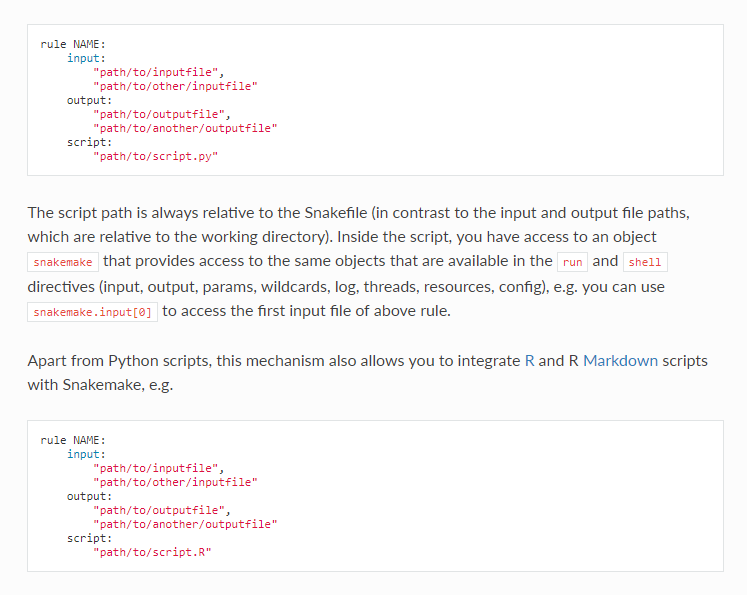 rule NAME:
    input:
        "path/to/inputfile",
        "path/to/other/inputfile"
    output:
        "path/to/outputfile",
        "path/to/another/outputfile"
    script:
        "path/to/script.py"
The script path is always relative to the Snakefile (in contrast to the input and output file paths,
which are relative to the working directory). Inside the script, you have access to an object
snakemake that provides access to the same objects that are available in the run and shell
directives (input, output, params, wildcards, log, threads, resources, config), e.g. you can use
snakemake.input[0] to access the first input file of above rule.
Apart from Python scripts, this mechanism also allows you to integrate R and R Markdown scripts
with Snakemake, e.g.
rule NAME:
    input:
        "path/to/inputfile",
        "path/to/other/inputfile"
    output:
        "path/to/outputfile",
        "path/to/another/outputfile"
    script:
        "path/to/script.R"